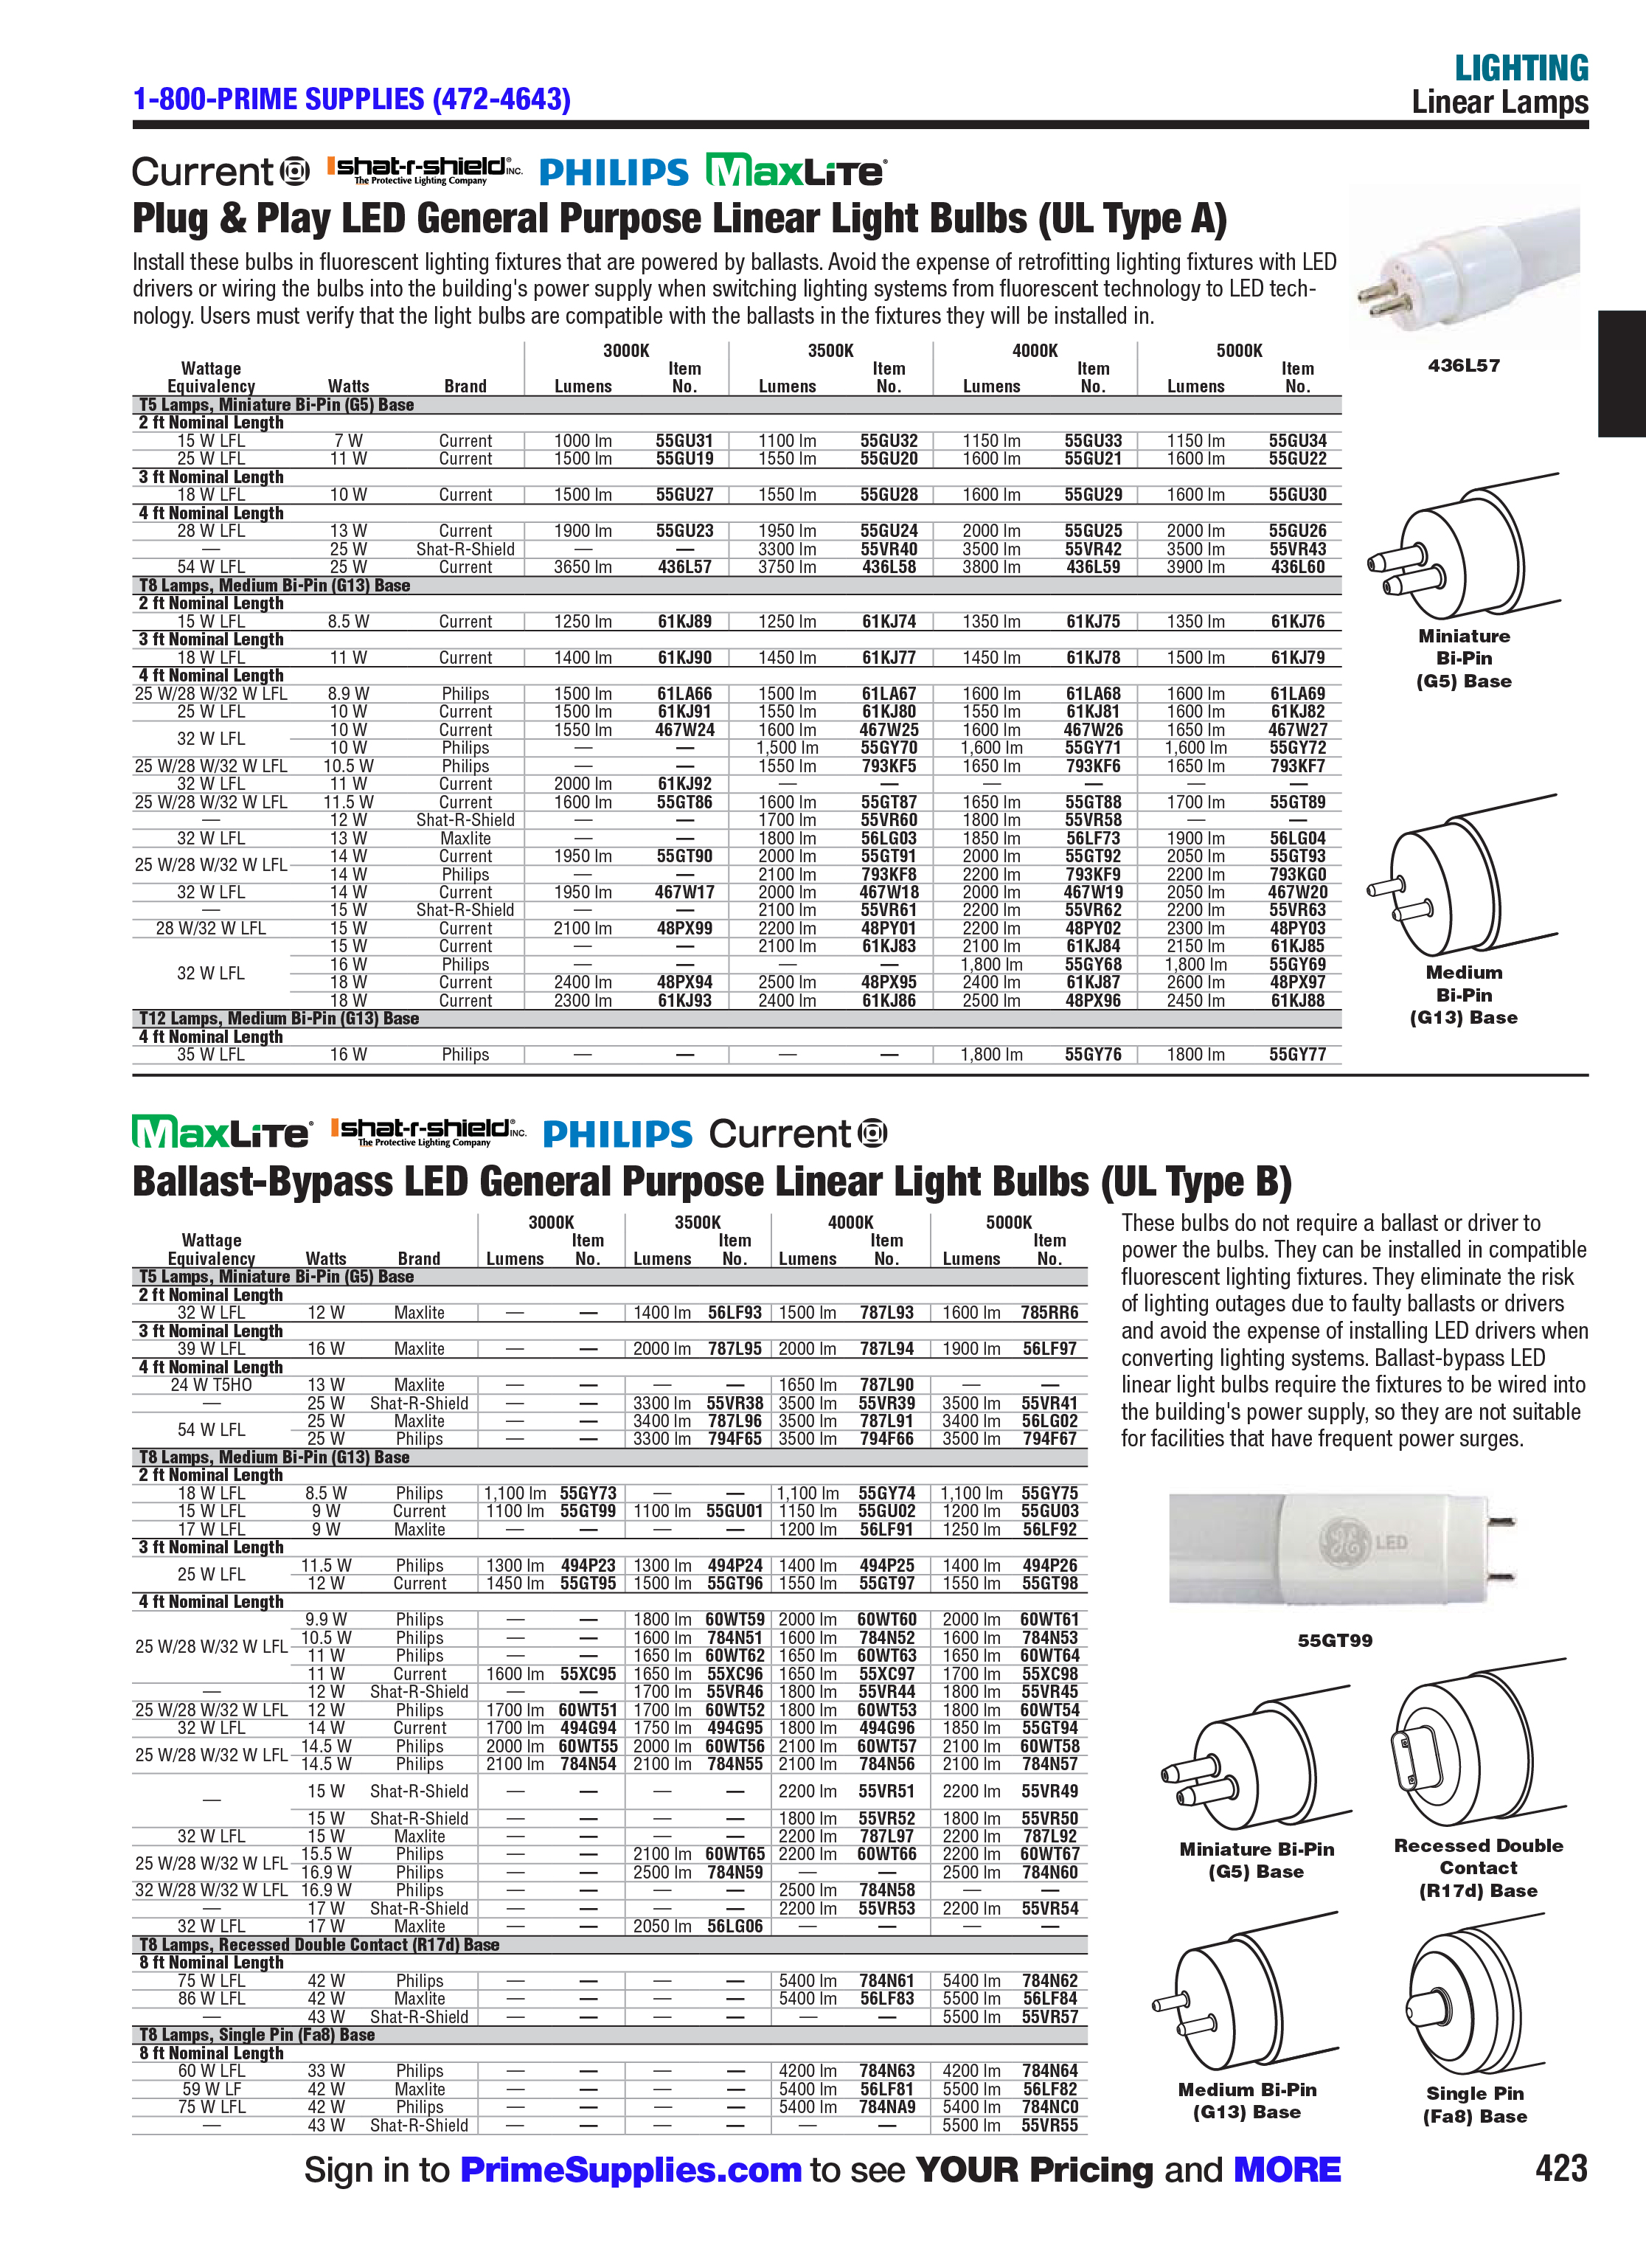 LIGHTING
1-800-PRIME SUPPLIES (472-4643)
Linear Lamps
Current shat-r-shield INC. The Protective Lighting Company PHILIPS MaxLite
Plug & Play LED General Purpose Linear Light Bulbs (UL Type A)
Install these bulbs in fluorescent lighting fixtures that are powered by ballasts. Avoid the expense of retrofitting lighting fixtures with LED
drivers or wiring the bulbs into the building's power supply when switching lighting systems from fluorescent technology to LED tech-
nology. Users must verify that the light bulbs are compatible with the ballasts in the fixtures they will be installed in.
436L57
3000K 3500K 4000K 5000K
Wattage Item Item Item Item
Equivalency Watts Brand Lumens No. Lumens No. Lumens No. Lumens No.
T5 Lamps, Miniature Bi-Pin (G5) Base
2 ft Nominal Length
15 W LFL 7 W Current 1000 lm 55GU31 1100 lm 55GU32 1150 lm 55GU33 1150 lm 55GU34
25 W LFL 11 W Current 1500 lm 55GU19 1550 lm 55GU20 1600 lm 55GU21 1600 lm 55GU22
3 ft Nominal Length
18 W LFL 10 W Current 1500 lm 55GU27 1550 lm 55GU28 1600 lm 55GU29 1600 lm 55GU30
4 ft Nominal Length
28 W LFL 13 W Current 1900 lm 55GU23 1950 lm 55GU24 2000 lm 55GU25 2000 lm 55GU26
— 25 W Shat-R-Shield — — 3300 lm 55VR40 3500 lm 55VR42 3500 lm 55VR43
54 W LFL 25 W Current 3650 lm 436L57 3750 lm 436L58 3800 lm 436L59 3900 lm 436L60
T8 Lamps, Medium Bi-Pin (G13) Base
2 ft Nominal Length
15 W LFL 8.5 W Current 1250 lm 61KJ89 1250 lm 61KJ74 1350 lm 61KJ75 1350 lm 61KJ76
3 ft Nominal Length
18 W LFL 11 W Current 1400 lm 61KJ90 1450 lm 61KJ77 1450 lm 61KJ78 1500 lm 61KJ79
4 ft Nominal Length
25 W/28 W/32 W LFL 8.9 W Philips 1500 lm 61LA66 1500 lm 61LA67 1600 lm 61LA68 1600 lm 61LA69
25 W LFL 10 W Current 1500 lm 61KJ91 1550 lm 61KJ80 1550 lm 61KJ81 1600 lm 61KJ82
32 W LFL 10 W Current 1550 lm 467W24 1600 lm 467W25 1600 lm 467W26 1650 lm 467W27
10 W Philips — — 1,500 lm 55GY70 1,600 lm 55GY71 1,600 lm 55GY72
25 W/28 W/32 W LFL 10.5 W Philips — — 1550 lm 793KF5 1650 lm 793KF6 1650 lm 793KF7
32 W LFL 11 W Current 2000 lm 61KJ92 — — — — — —
25 W/28 W/32 W LFL 11.5 W Current 1600 lm 55GT86 1600 lm 55GT87 1650 lm 55GT88 1700 lm 55GT89
— 12 W Shat-R-Shield — — 1700 lm 55VR60 1800 lm 55VR58 — —
32 W LFL 13 W Maxlite — — 1800 lm 56LG03 1850 lm 56LF73 1900 lm 56LG04
25 W/28 W/32 W LFL 14 W Current 1950 lm 55GT90 2000 lm 55GT91 2000 lm 55GT92 2050 lm 55GT93
14 W Philips — — 2100 lm 793KF8 2200 lm 793KF9 2200 lm 793KG0
32 W LFL 14 W Current 1950 lm 467W17 2000 lm 467W18 2000 lm 467W19 2050 lm 467W20
— 15 W Shat-R-Shield — — 2100 lm 55VR61 2200 lm 55VR62 2200 lm 55VR63
28 W/32 W LFL 15 W Current 2100 lm 48PX99 2200 lm 48PY01 2200 lm 48PY02 2300 lm 48PY03
32 W LFL 15 W Current — — 2100 lm 61KJ83 2100 lm 61KJ84 2150 lm 61KJ85
16 W Philips — — — — 1,800 lm 55GY68 1,800 lm 55GY69
18 W Current 2400 lm 48PX94 2500 lm 48PX95 2400 lm 61KJ87 2600 lm 48PX97
18 W Current 2300 lm 61KJ93 2400 lm 61KJ86 2500 lm 48PX96 2450 lm 61KJ88
T12 Lamps, Medium Bi-Pin (G13) Base
4 ft Nominal Length
35 W LFL 16 W Philips — — — — 1,800 lm 55GY76 1800 lm 55GY77
Miniature
Bi-Pin
(G5) Base
Medium
Bi-Pin
(G13) Base
MaxLite shat-r-shield INC. The Protective Lighting Company PHILIPS Current
Ballast-Bypass LED General Purpose Linear Light Bulbs (UL Type B)
3000K 3500K 4000K 5000K
Wattage Item Item Item Item
Equivalency Watts Brand Lumens No. Lumens No. Lumens No. Lumens No.
T5 Lamps, Miniature Bi-Pin (G5) Base
2 ft Nominal Length
32 W LFL 12 W Maxlite — — 1400 lm 56LF93 1500 lm 787L93 1600 lm 785RR6
3 ft Nominal Length
39 W LFL 16 W Maxlite — — 2000 lm 787L95 2000 lm 787L94 1900 lm 56LF97
4 ft Nominal Length
24 W T5HO 13 W Maxlite — — — — 1650 lm 787L90 — —
— 25 W Shat-R-Shield — — 3300 lm 55VR38 3500 lm 55VR39 3500 lm 55VR41
54 W LFL 25 W Maxlite — — 3400 lm 787L96 3500 lm 787L91 3400 lm 56LG02
25 W Philips — — 3300 lm 794F65 3500 lm 794F66 3500 lm 794F67
T8 Lamps, Medium Bi-Pin (G13) Base
2 ft Nominal Length
18 W LFL 8.5 W Philips 1,100 lm 55GY73 — — 1,100 lm 55GY74 1,100 lm 55GY75
15 W LFL 9 W Current 1100 lm 55GT99 1100 lm 55GU01 1150 lm 55GU02 1200 lm 55GU03
17 W LFL 9 W Maxlite — — — — 1200 lm 56LF91 1250 lm 56LF92
3 ft Nominal Length
25 W LFL 11.5 W Philips 1300 lm 494P23 1300 lm 494P24 1400 lm 494P25 1400 lm 494P26
12 W Current 1450 lm 55GT95 1500 lm 55GT96 1550 lm 55GT97 1550 lm 55GT98
4 ft Nominal Length
25 W/28 W/32 W LFL 9.9 W Philips — — 1800 lm 60WT59 2000 lm 60WT60 2000 lm 60WT61
10.5 W Philips — — 1600 lm 784N51 1600 lm 784N52 1600 lm 784N53
11 W Philips — — 1650 lm 60WT62 1650 lm 60WT63 1650 lm 60WT64
11 W Current 1600 lm 55XC95 1650 lm 55XC96 1650 lm 55XC97 1700 lm 55XC98
— 12 W Shat-R-Shield — — 1700 lm 55VR46 1800 lm 55VR44 1800 lm 55VR45
25 W/28 W/32 W LFL 12 W Philips 1700 lm 60WT51 1700 lm 60WT52 1800 lm 60WT53 1800 lm 60WT54
32 W LFL 14 W Current 1700 lm 494G94 1750 lm 494G95 1800 lm 494G96 1850 lm 55GT94
25 W/28 W/32 W LFL 14.5 W Philips 2000 lm 60WT55 2000 lm 60WT56 2100 lm 60WT57 2100 lm 60WT58
14.5 W Philips 2100 lm 784N54 2100 lm 784N55 2100 lm 784N56 2100 lm 784N57
— 15 W Shat-R-Shield — — — — 2200 lm 55VR51 2200 lm 55VR49
15 W Shat-R-Shield — — — — 1800 lm 55VR52 1800 lm 55VR50
32 W LFL 15 W Maxlite — — — — 2200 lm 787L97 2200 lm 787L92
25 W/28 W/32 W LFL 15.5 W Philips — — 2100 lm 60WT65 2200 lm 60WT66 2200 lm 60WT67
16.9 W Philips — — 2500 lm 784N59 — — 2500 lm 784N60
32 W/28 W/32 W LFL 16.9 W Philips — — — — 2500 lm 784N58 — —
— 17 W Shat-R-Shield — — — — 2200 lm 55VR53 2200 lm 55VR54
32 W LFL 17 W Maxlite — — 2050 lm 56LG06 — — — —
T8 Lamps, Recessed Double Contact (R17d) Base
8 ft Nominal Length
75 W LFL 42 W Philips — — — — 5400 lm 784N61 5400 lm 784N62
86 W LFL 42 W Maxlite — — — — 5400 lm 56LF83 5500 lm 56LF84
— 43 W Shat-R-Shield — — — — — — 5500 lm 55VR57
T8 Lamps, Single Pin (Fa8) Base
8 ft Nominal Length
60 W LFL 33 W Philips — — — — 4200 lm 784N63 4200 lm 784N64
59 W LF 42 W Maxlite — — — — 5400 lm 56LF81 5500 lm 56LF82
75 W LFL 42 W Philips — — — — 5400 lm 784NA9 5400 lm 784NC0
— 43 W Shat-R-Shield — — — — — — 5500 lm 55VR55
These bulbs do not require a ballast or driver to
power the bulbs. They can be installed in compatible
fluorescent lighting fixtures. They eliminate the risk
of lighting outages due to faulty ballasts or drivers
and avoid the expense of installing LED drivers when
converting lighting systems. Ballast-bypass LED
linear light bulbs require the fixtures to be wired into
the building's power supply, so they are not suitable
for facilities that have frequent power surges.
GE LED
55GT99
Miniature Bi-Pin
(G5) Base
Recessed Double
Contact
(R17d) Base
Medium Bi-Pin
(G13) Base
Single Pin
(Fa8) Base
Sign in to PrimeSupplies.com to see YOUR Pricing and MORE
423